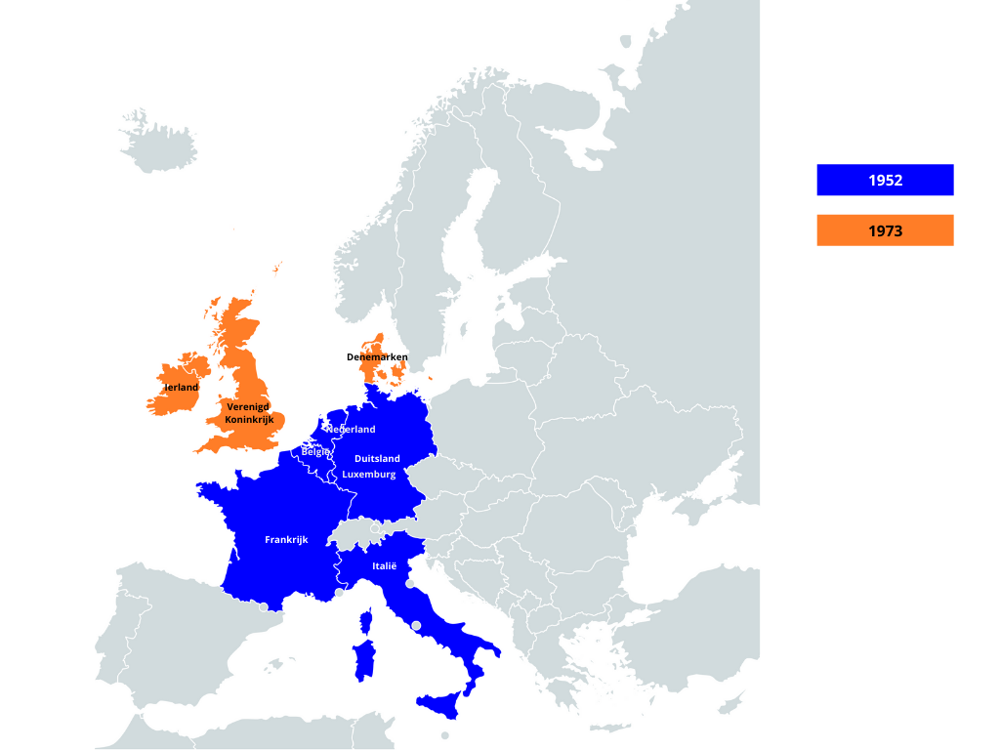 1952
1973
Denemarken
Ierland
Verenigd
Koninkrijk
Nederland
België
Duitsland
Luxemburg
Frankrijk
Italië